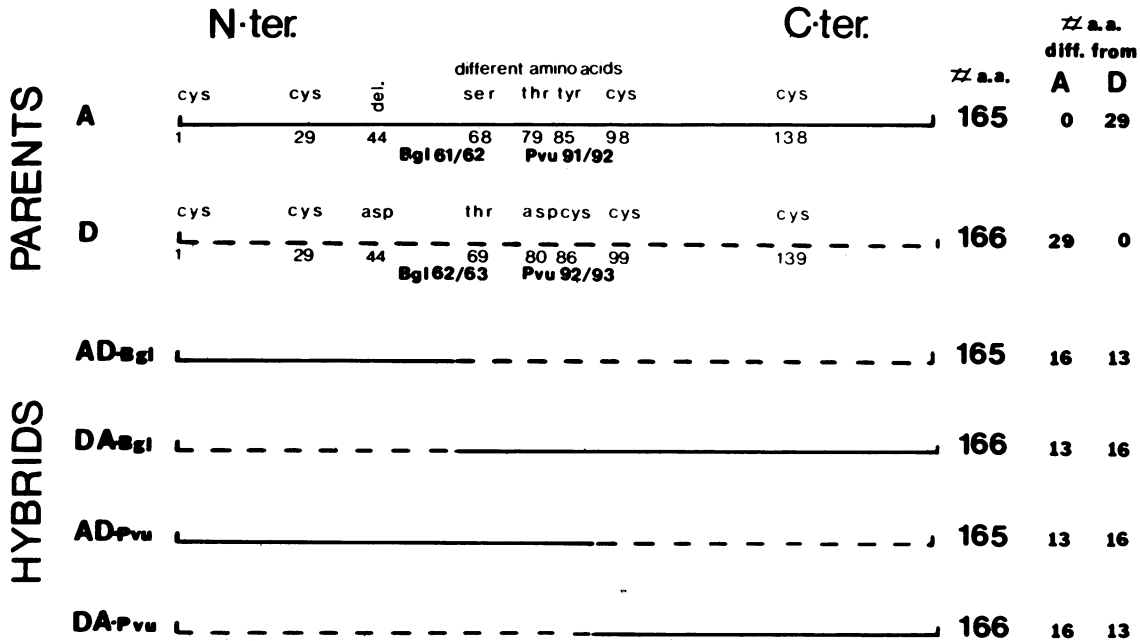 N·ter. C·ter. # a.a.
diff. from
different amino acids # a.a. A D
PARENTS
cys cys del. ser thr tyr cys cys
A 165 0 29
1 29 44 68 79 85 98 138
Bgl 61/62 Pvu 91/92
cys cys asp thr asp cys cys cys
D 166 29 0
1 29 44 69 80 86 99 139
Bgl 62/63 Pvu 92/93
HYBRIDS
AD-Bgl 165 16 13
DA-Bgl 166 13 16
AD-Pvu 165 13 16
DA-Pvu 166 16 13